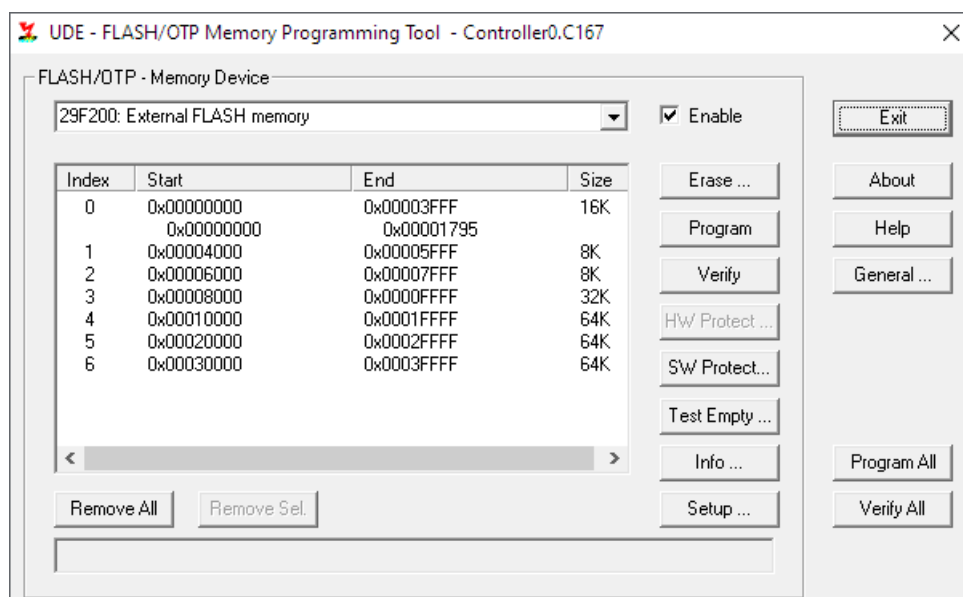 UDE - FLASH/OTP Memory Programming Tool - Controller0.C167
FLASH/OTP - Memory Device
29F200: External FLASH memory
Enable
Exit
Index Start End Size
0 0x00000000 0x00003FFF 16K
0x00000000 0x00001795
1 0x00004000 0x00005FFF 8K
2 0x00006000 0x00007FFF 8K
3 0x00008000 0x0000FFFF 32K
4 0x00010000 0x0001FFFF 64K
5 0x00020000 0x0002FFFF 64K
6 0x00030000 0x0003FFFF 64K
Erase ...
Program
Verify
HW Protect ...
SW Protect...
Test Empty ...
Info ...
Setup ...
About
Help
General ...
Program All
Verify All
Remove All
Remove Sel.